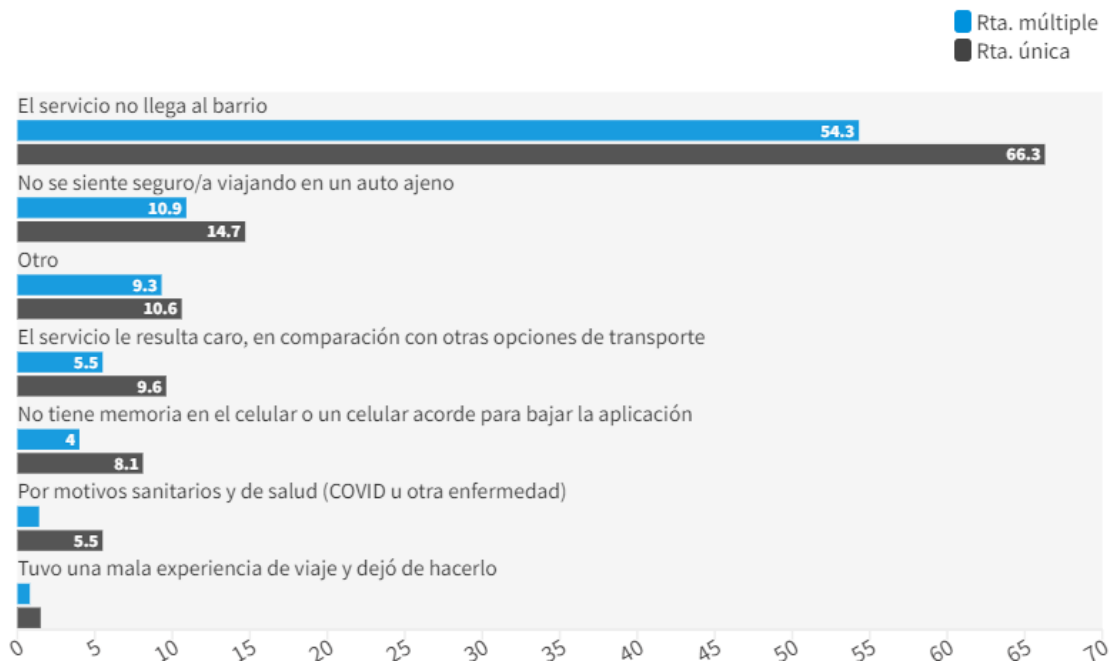 Rta. múltiple
Rta. única
El servicio no llega al barrio
54.3
66.3
No se siente seguro/a viajando en un auto ajeno
10.9
14.7
Otro
9.3
10.6
El servicio le resulta caro, en comparación con otras opciones de transporte
5.5
9.6
No tiene memoria en el celular o un celular acorde para bajar la aplicación
4
8.1
Por motivos sanitarios y de salud (COVID u otra enfermedad)
5.5
Tuvo una mala experiencia de viaje y dejó de hacerlo
0 5 10 15 20 25 30 35 40 45 50 55 60 65 70